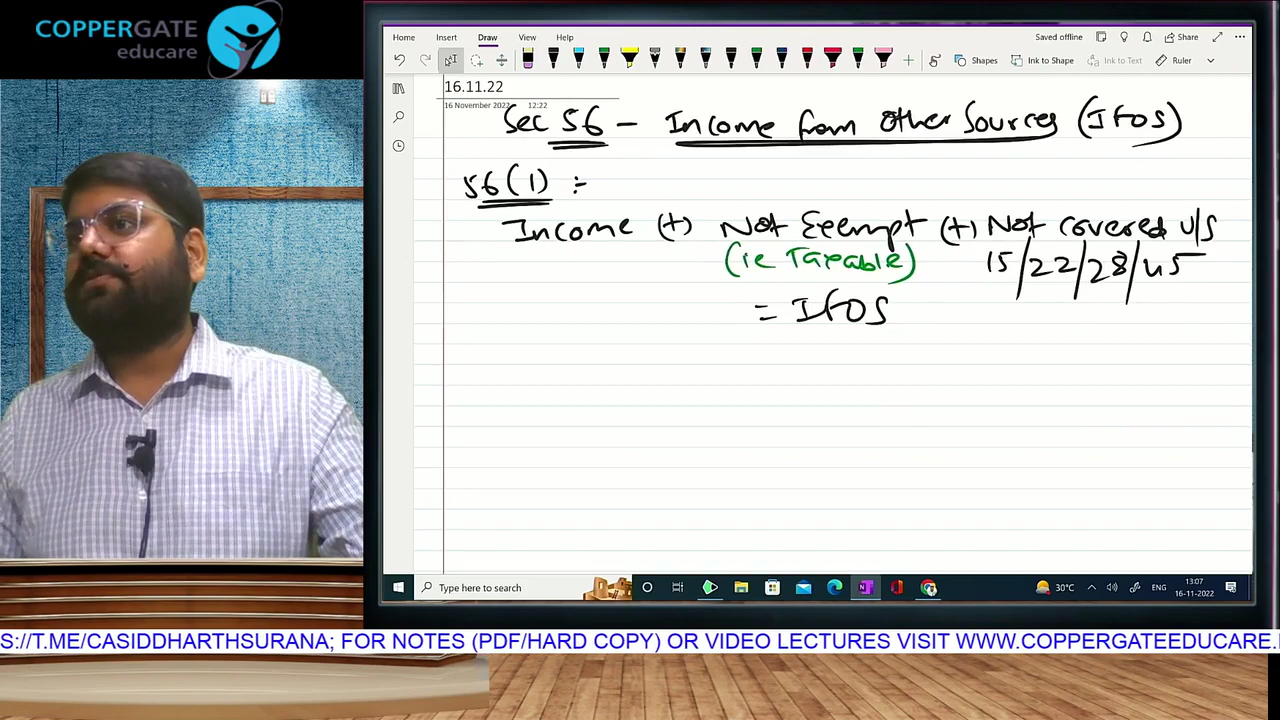 COPPERGATE
educare
Home Insert Draw View Help
Saved offline
Share
Shapes
Ink to Shape
Ink to Text
Ruler
16.11.22
16 November 2022 12:22
Sec 56 - Income from Other Sources (IFOS)
56(1) :-
Income (+) Not Exempt (+) Not covered u/s
(ie Taxable) 15/22/28/45
= IFOS
Type here to search
30°C
ENG
13:07
16-11-2022
S://T.ME/CASIDDHARTHSURANA; FOR NOTES (PDF/HARD COPY) OR VIDEO LECTURES VISIT WWW.COPPERGATEEDUCARE.